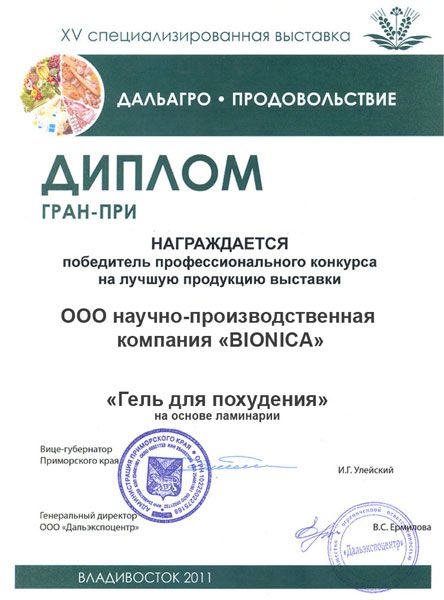 XV специализированная выставка
ДАЛЬАГРО • ПРОДОВОЛЬСТВИЕ
ДИПЛОМ
ГРАН-ПРИ
НАГРАЖДАЕТСЯ
победитель профессионального конкурса
на лучшую продукцию выставки
ООО научно-производственная
компания «BIONICA»
«Гель для похудения»
на основе ламинарии
Вице-губернатор
Приморского края
И.Г. Улейский
АДМИНИСТРАЦИЯ ПРИМОРСКОГО КРАЯ
Генеральный директор
ООО «Дальэкспоцентр»
В.С. Ермилова
«Дальэкспоцентр»
ВЛАДИВОСТОК 2011